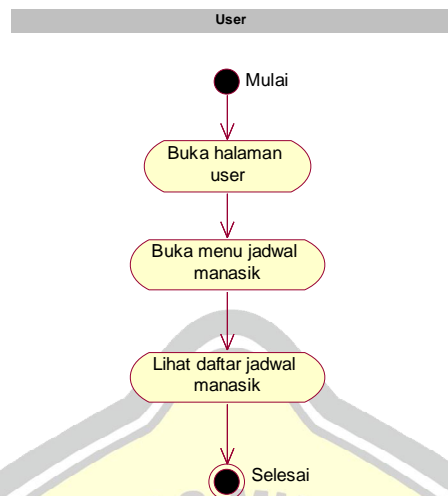 User
Mulai
Buka halaman
user
Buka menu jadwal
manasik
Lihat daftar jadwal
manasik
Selesai